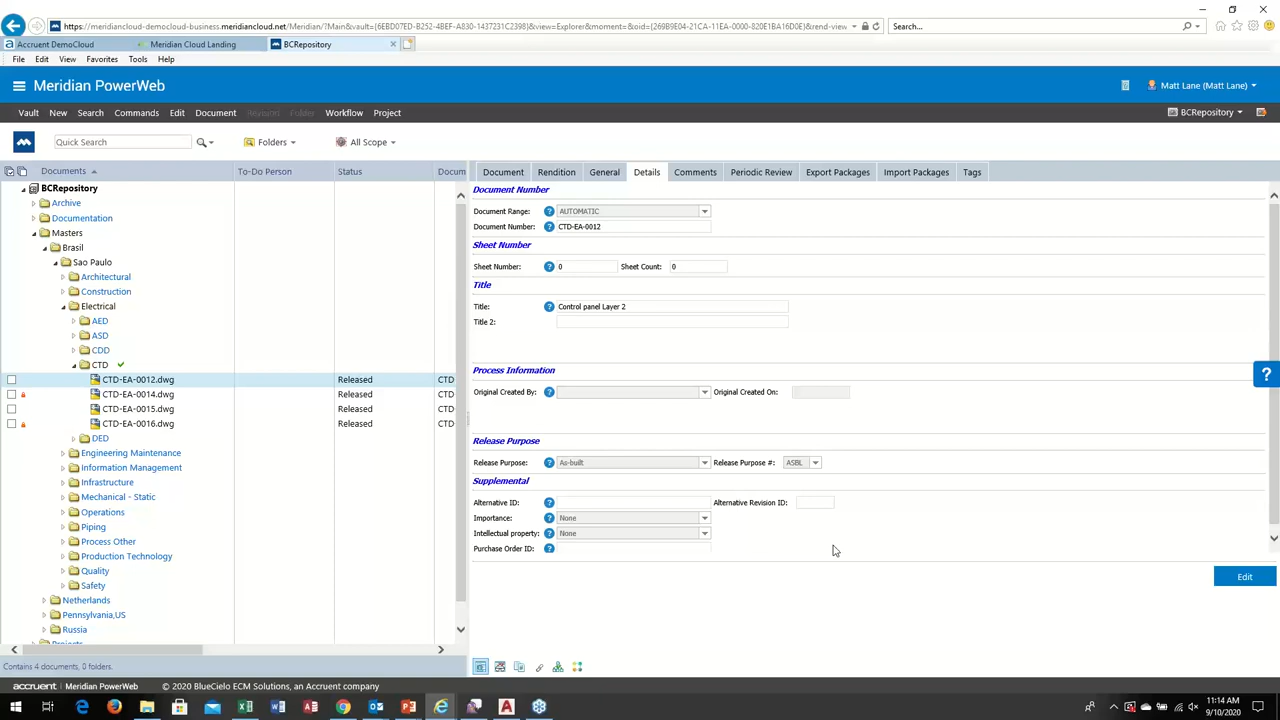 https://meridiancloud-democloud-business.meridiancloud.net/Meridian/?Main&vault={6EBD07ED-B252-4BEF-A830-1437231C2398}&view=Explorer&moment=&oid={269B9E04-21CA-11EA-0000-820E1BA16D0E}&rend-view
Search...
Accruent DemoCloud
Meridian Cloud Landing
BCRepository
File Edit View Favorites Tools Help
Meridian PowerWeb
Matt Lane (Matt Lane)
Vault New Search Commands Edit Document Revision Folder Workflow Project
BCRepository
Quick Search
Folders
All Scope
Documents To-Do Person Status Docum
Document Rendition General Details Comments Periodic Review Export Packages Import Packages Tags
BCRepository
Archive
Documentation
Masters
Brasil
Sao Paulo
Architectural
Construction
Electrical
AED
ASD
CDD
CTD
CTD-EA-0012.dwg Released CTD
CTD-EA-0014.dwg Released CTD
CTD-EA-0015.dwg Released CTD
CTD-EA-0016.dwg Released CTD
DED
Engineering Maintenance
Information Management
Infrastructure
Mechanical - Static
Operations
Piping
Process Other
Production Technology
Quality
Safety
Netherlands
Pennsylvania,US
Russia
Projects
Contains 4 documents, 0 folders.
Document Number
Document Range: ? AUTOMATIC
Document Number: ? CTD-EA-0012
Sheet Number
Sheet Number: ? 0 Sheet Count: 0
Title
Title: ? Control panel Layer 2
Title 2:
Process Information
Original Created By: ? Original Created On:
Release Purpose
Release Purpose: ? As-built Release Purpose #: ASBL
Supplemental
Alternative ID: ? Alternative Revision ID:
Importance: ? None
Intellectual property: ? None
Purchase Order ID: ?
?
Edit
accruent | Meridian PowerWeb © 2020 BlueCielo ECM Solutions, an Accruent company
11:14 AM
9/10/2020